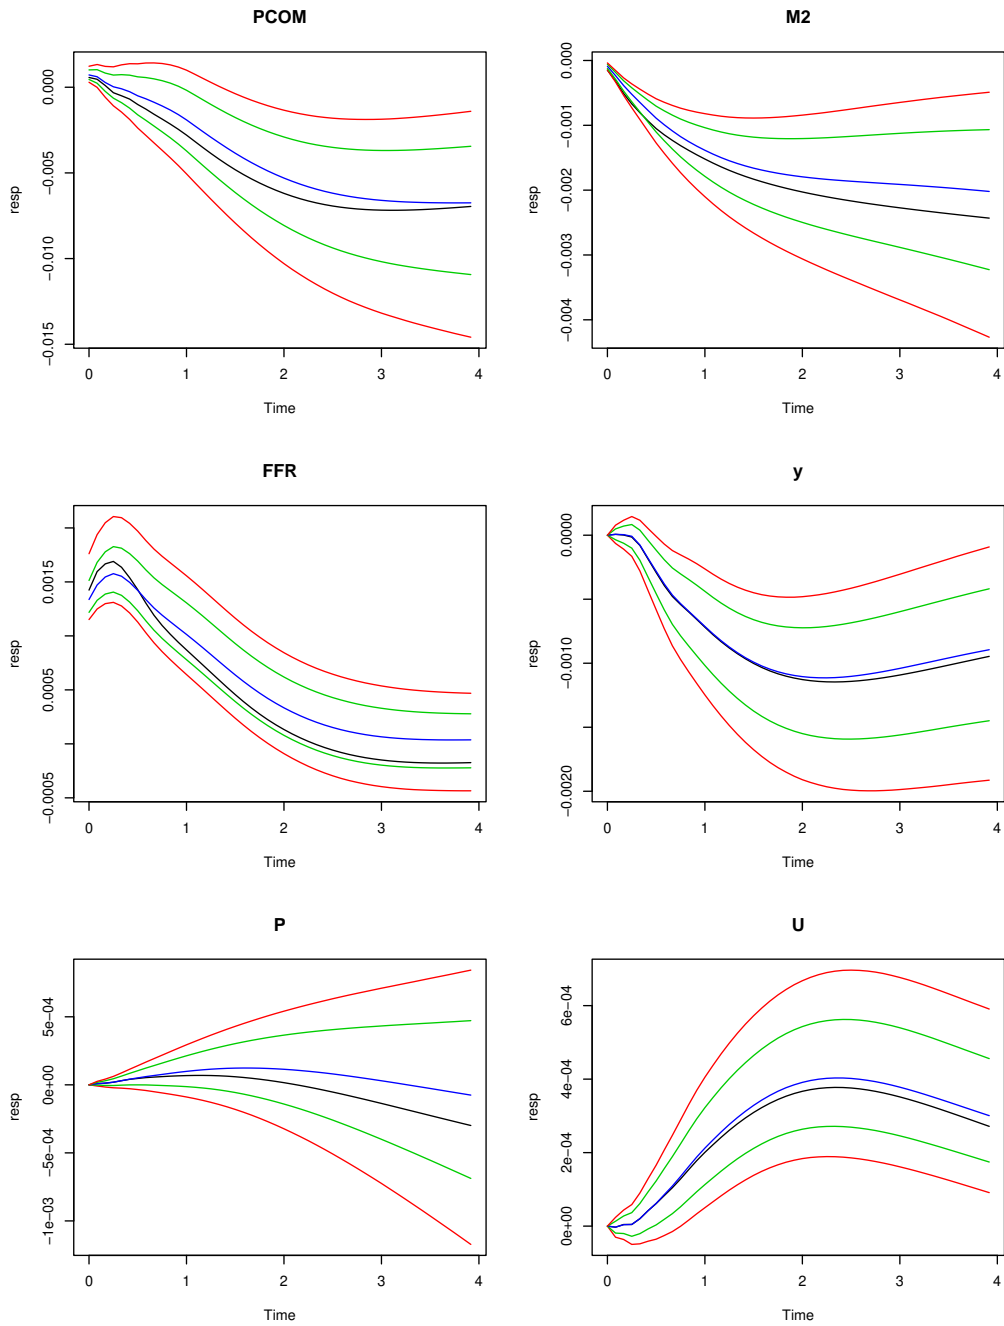 PCOM
resp
0.000
−0.005
−0.010
−0.015
0 1 2 3 4
Time
M2
resp
0.000
−0.001
−0.002
−0.003
−0.004
0 1 2 3 4
Time
FFR
resp
0.0015
0.0005
−0.0005
0 1 2 3 4
Time
y
resp
0.0000
−0.0010
−0.0020
0 1 2 3 4
Time
P
resp
5e−04
0e+00
−5e−04
−1e−03
0 1 2 3 4
Time
U
resp
6e−04
4e−04
2e−04
0e+00
0 1 2 3 4
Time